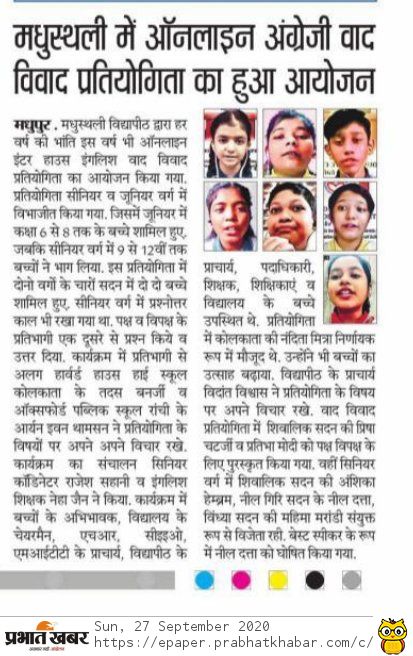 मधुस्थली में ऑनलाइन अंग्रेजी वाद
विवाद प्रतियोगिता का हुआ आयोजन
मधुपुर. मधुस्थली विद्यापीठ द्वारा हर
वर्ष की भांति इस वर्ष भी ऑनलाइन
इंटर हाउस इंगलिश वाद विवाद
प्रतियोगिता का आयोजन किया गया.
प्रतियोगिता सीनियर व जूनियर वर्ग में
विभाजीत किया गया. जिसमें जूनियर में
कक्षा 6 से 8 तक के बच्चे शामिल हुए.
जबकि सीनियर वर्ग में 9 से 12वीं तक
बच्चों ने भाग लिया. इस प्रतियोगिता में
दोनो वर्गो के चारों सदन में दो दो बच्चे
शामिल हुए. सीनियर वर्ग में प्रश्नोत्तर
काल भी रखा गया था. पक्ष व विपक्ष के
प्रतिभागी एक दुसरे से प्रश्न किये व
उत्तर दिया. कार्यक्रम में प्रतिभागी से
अलग हार्वर्ड हाउस हाई स्कूल
कोलकाता के तदस बनर्जी व
ऑक्सफोर्ड पब्लिक स्कूल रांची के
आर्यन इवन थामसन ने प्रतियोगिता के
विषयों पर अपने अपने विचार रखे.
कार्यक्रम का संचालन सिनियर
कॉडिनेटर राजेश सहानी व इंगलिश
शिक्षक नेहा जैन ने किया. कार्यक्रम में
बच्चों के अभिभावक, विद्यालय के
चेयरमैन, एचआर, सीइइओ,
एमआईटीटी के प्राचार्य, विद्यापीठ के
प्राचार्य, पदाधिकारी,
शिक्षक, शिक्षिकाएं व
विद्यालय के बच्चे
उपस्थित थे. प्रतियोगिता
में कोलकाता की नंदिता मित्रा निर्णायक
रूप में मौजूद थे. उन्होंने भी बच्चों का
उत्साह बढ़ाया. विद्यापीठ के प्राचार्य
विदांत विश्वास ने प्रतियोगिता के विषय
पर अपने विचार रखे. वाद विवाद
प्रतियोगिता में शिवालिक सदन की प्रिषा
चटर्जी व प्रतिभा मोदी को पक्ष विपक्ष के
लिए पुरस्कृत किया गया. वहीं सिनियर
वर्ग में शिवालिक सदन की अंशिका
हेम्ब्रम, नील गिरि सदन के नील दत्ता,
विंध्या सदन की महिमा मरांडी संयुक्त
रूप से विजेता रही. बेस्ट स्पीकर के रूप
में नील दत्ता को घोषित किया गया.
प्रभात खबर
अखबार नहीं आंदोलन
Sun, 27 September 2020
https://epaper.prabhatkhabar.com/c/